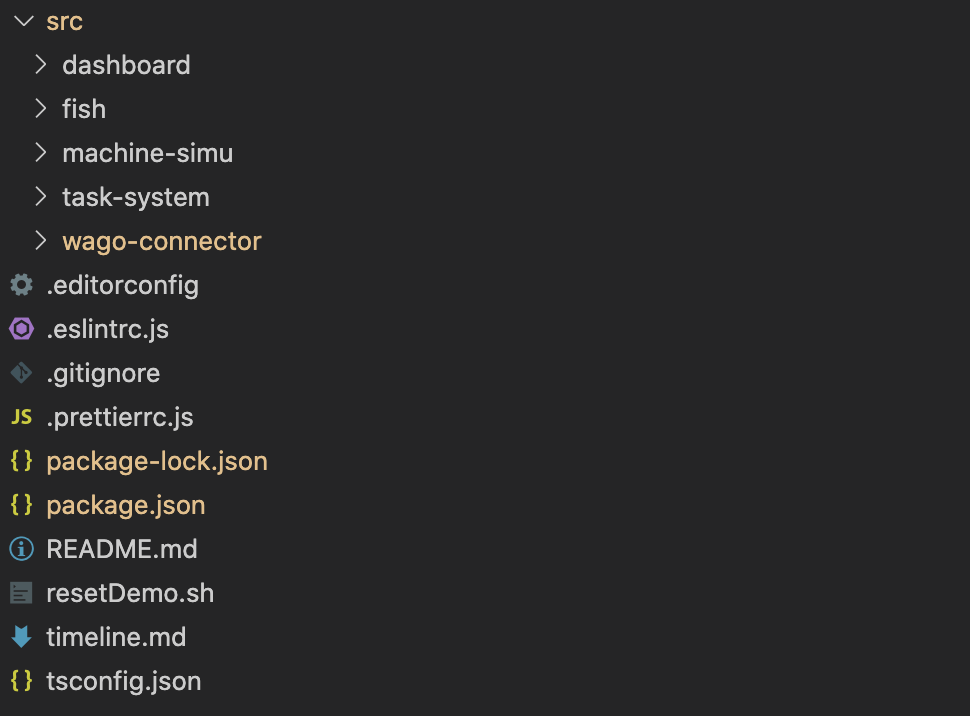 src
dashboard
fish
machine-simu
task-system
wago-connector
.editorconfig
.eslintrc.js
.gitignore
JS .prettierrc.js
{} package-lock.json
{} package.json
README.md
resetDemo.sh
timeline.md
{} tsconfig.json